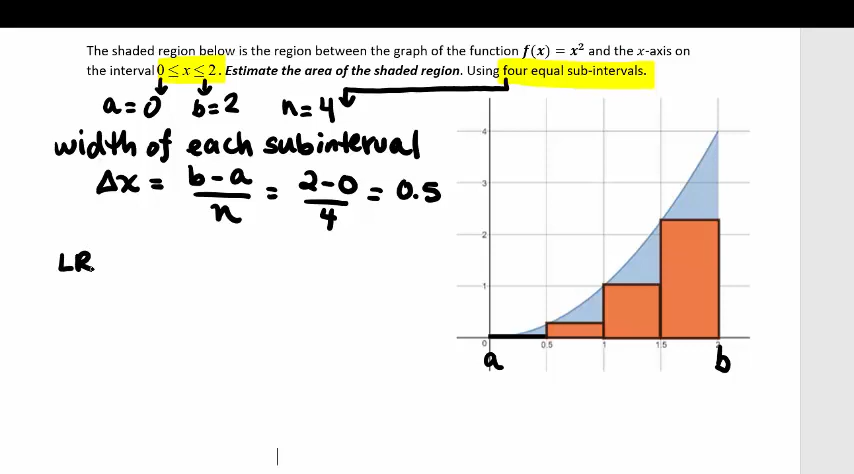 The shaded region below is the region between the graph of the function f(x) = x² and the x-axis on
the interval 0 ≤ x ≤ 2. Estimate the area of the shaded region. Using four equal sub-intervals.
a=0 b=2 n=4
width of each subinterval
Δx = b-a/n = 2-0/4 = 0.5
LR
4
3
2
1
0 0.5 1 1.5 2
a b